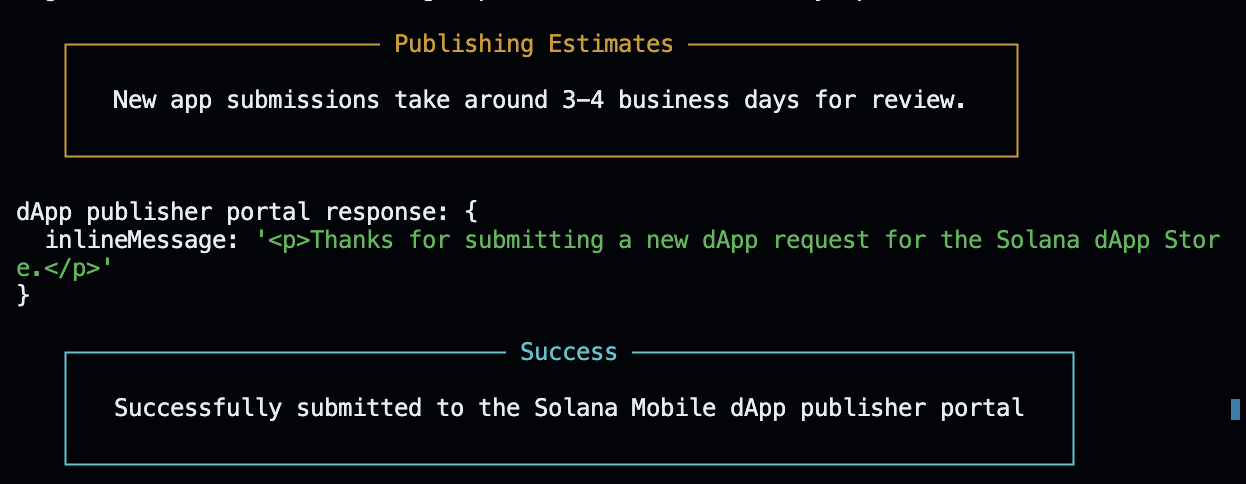 Publishing Estimates
New app submissions take around 3-4 business days for review.
dApp publisher portal response: {
  inlineMessage: '<p>Thanks for submitting a new dApp request for the Solana dApp Stor
e.</p>'
}
Success
Successfully submitted to the Solana Mobile dApp publisher portal